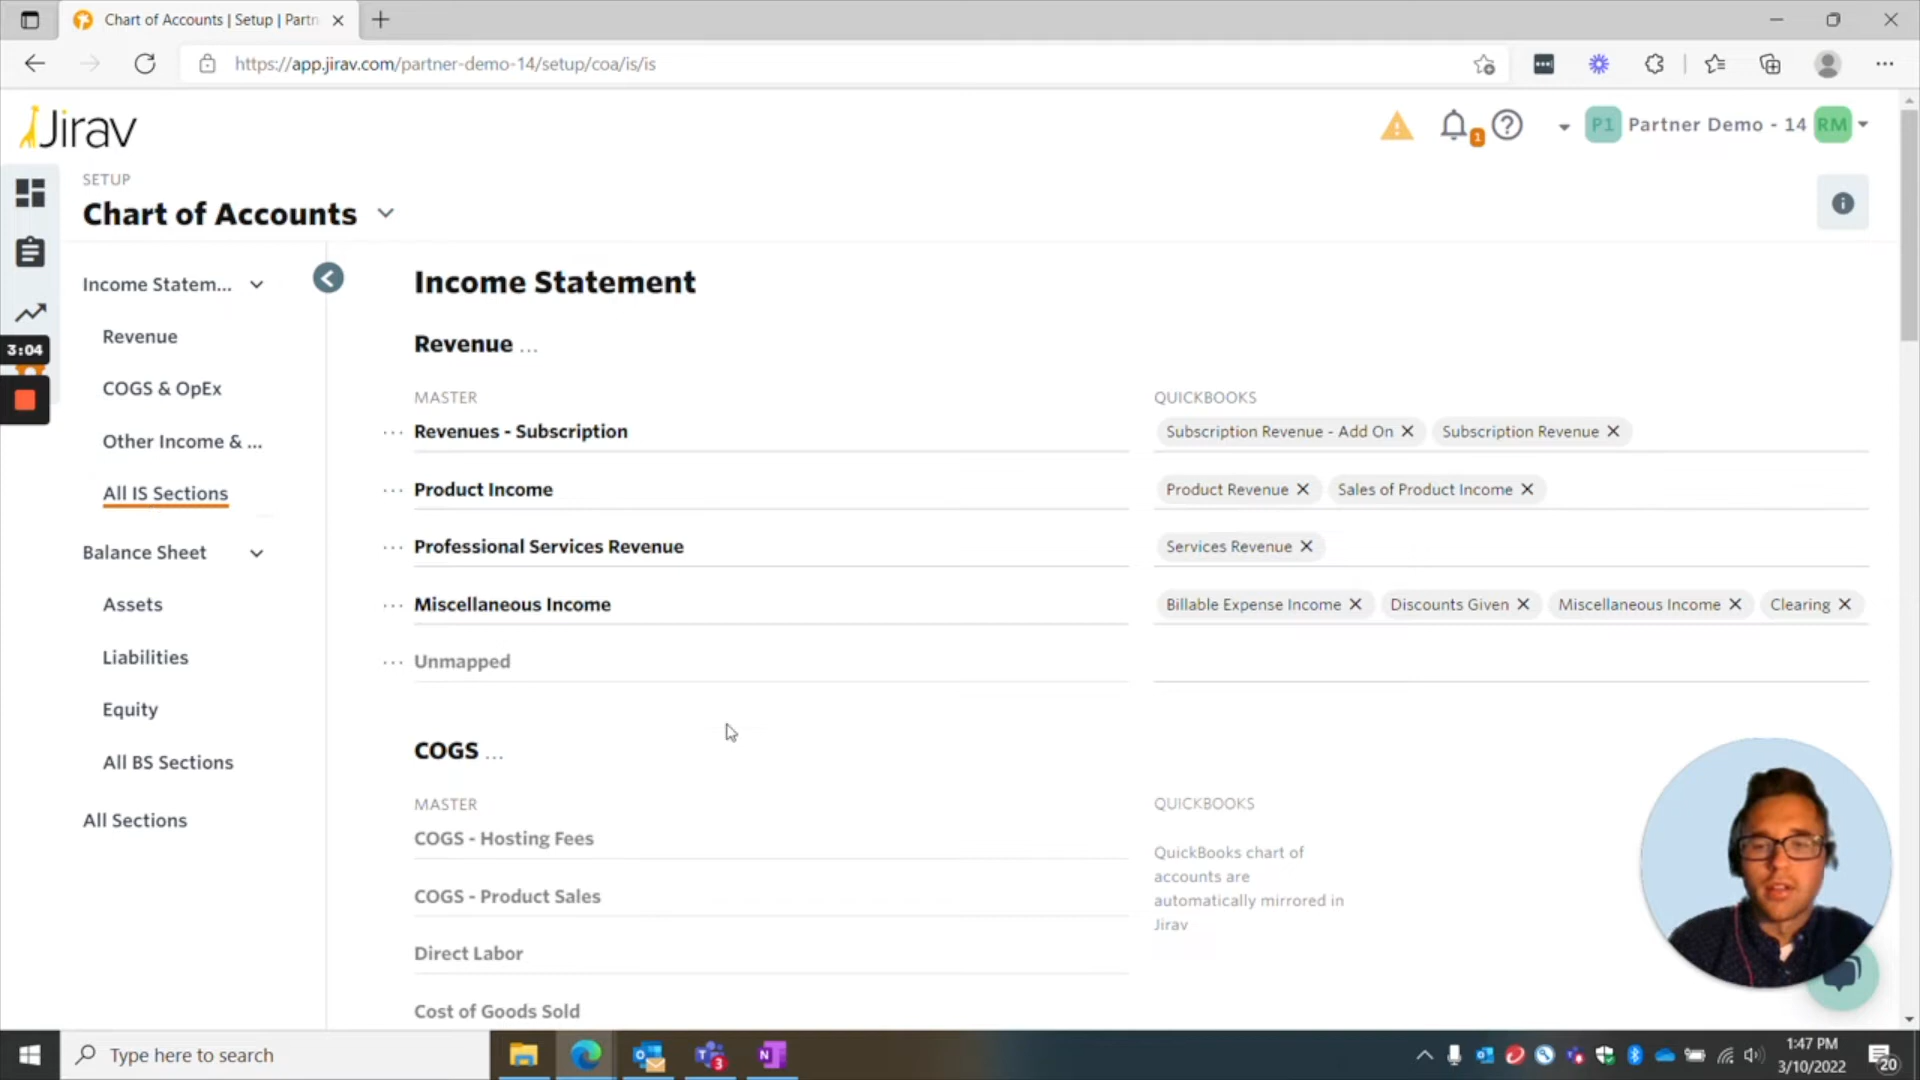 Chart of Accounts | Setup | Partn
https://app.jirav.com/partner-demo-14/setup/coa/is/is
Jirav
1
P1 Partner Demo - 14 RM
SETUP
Chart of Accounts
Income Statem...
Revenue
COGS & OpEx
Other Income & ...
All IS Sections
Balance Sheet
Assets
Liabilities
Equity
All BS Sections
All Sections
3:04
Income Statement
Revenue ...
MASTER QUICKBOOKS
... Revenues - Subscription Subscription Revenue - Add On Subscription Revenue
... Product Income Product Revenue Sales of Product Income
... Professional Services Revenue Services Revenue
... Miscellaneous Income Billable Expense Income Discounts Given Miscellaneous Income Clearing
... Unmapped
COGS ...
MASTER QUICKBOOKS
COGS - Hosting Fees
COGS - Product Sales
Direct Labor
Cost of Goods Sold
QuickBooks chart of
accounts are
automatically mirrored in
Jirav
Type here to search
3
N
1:47 PM
3/10/2022
20